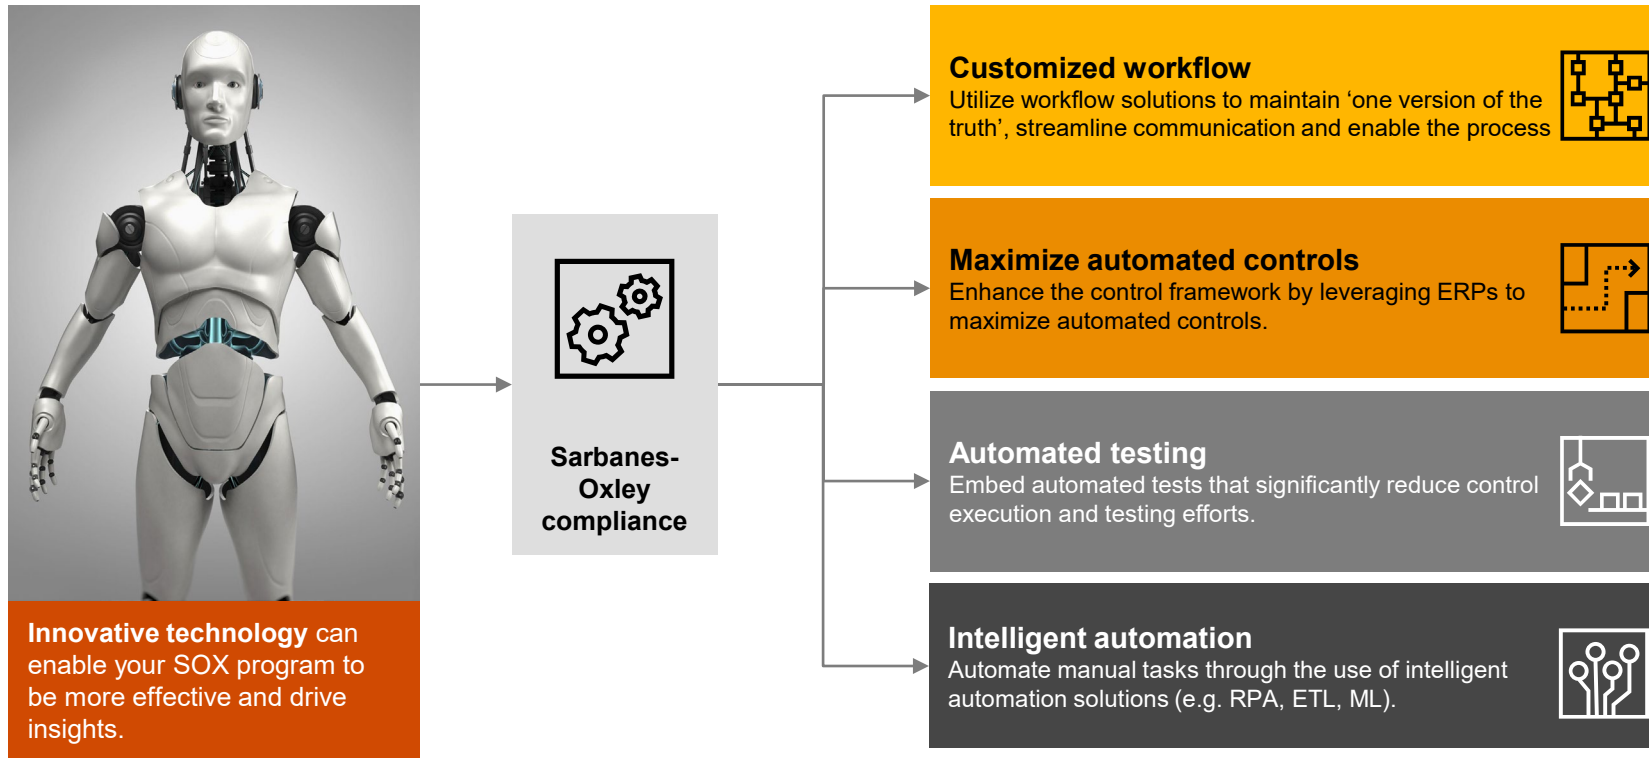 Innovative technology can
enable your SOX program to
be more effective and drive
insights.
Sarbanes-
Oxley
compliance
Customized workflow
Utilize workflow solutions to maintain ‘one version of the
truth’, streamline communication and enable the process
Maximize automated controls
Enhance the control framework by leveraging ERPs to
maximize automated controls.
Automated testing
Embed automated tests that significantly reduce control
execution and testing efforts.
Intelligent automation
Automate manual tasks through the use of intelligent
automation solutions (e.g. RPA, ETL, ML).